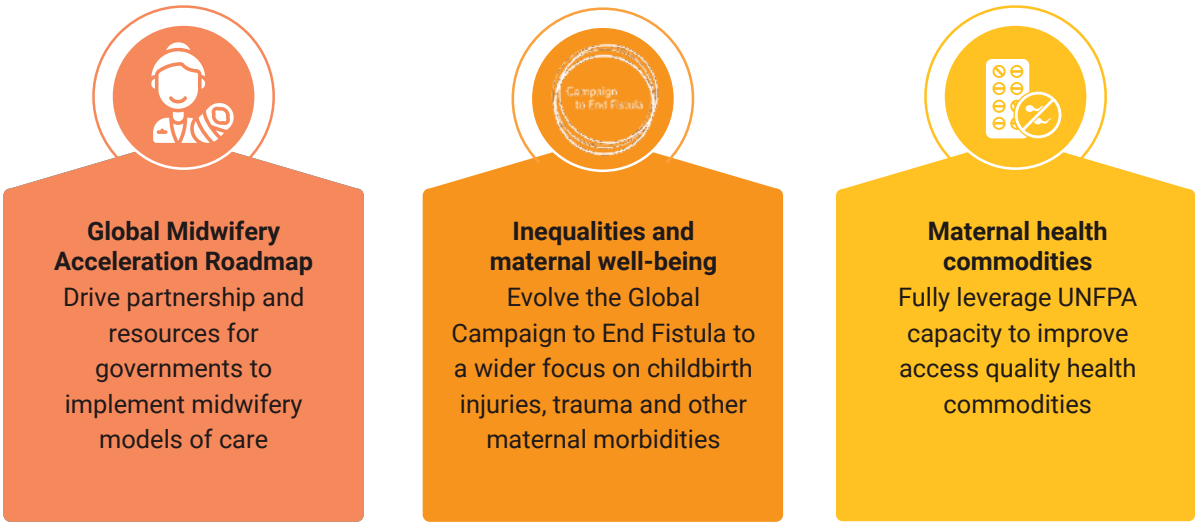 Campaign
to End Fistula
Global Midwifery
Acceleration Roadmap
Drive partnership and
resources for
governments to
implement midwifery
models of care
Inequalities and
maternal well-being
Evolve the Global
Campaign to End Fistula to
a wider focus on childbirth
injuries, trauma and other
maternal morbidities
Maternal health
commodities
Fully leverage UNFPA
capacity to improve
access quality health
commodities